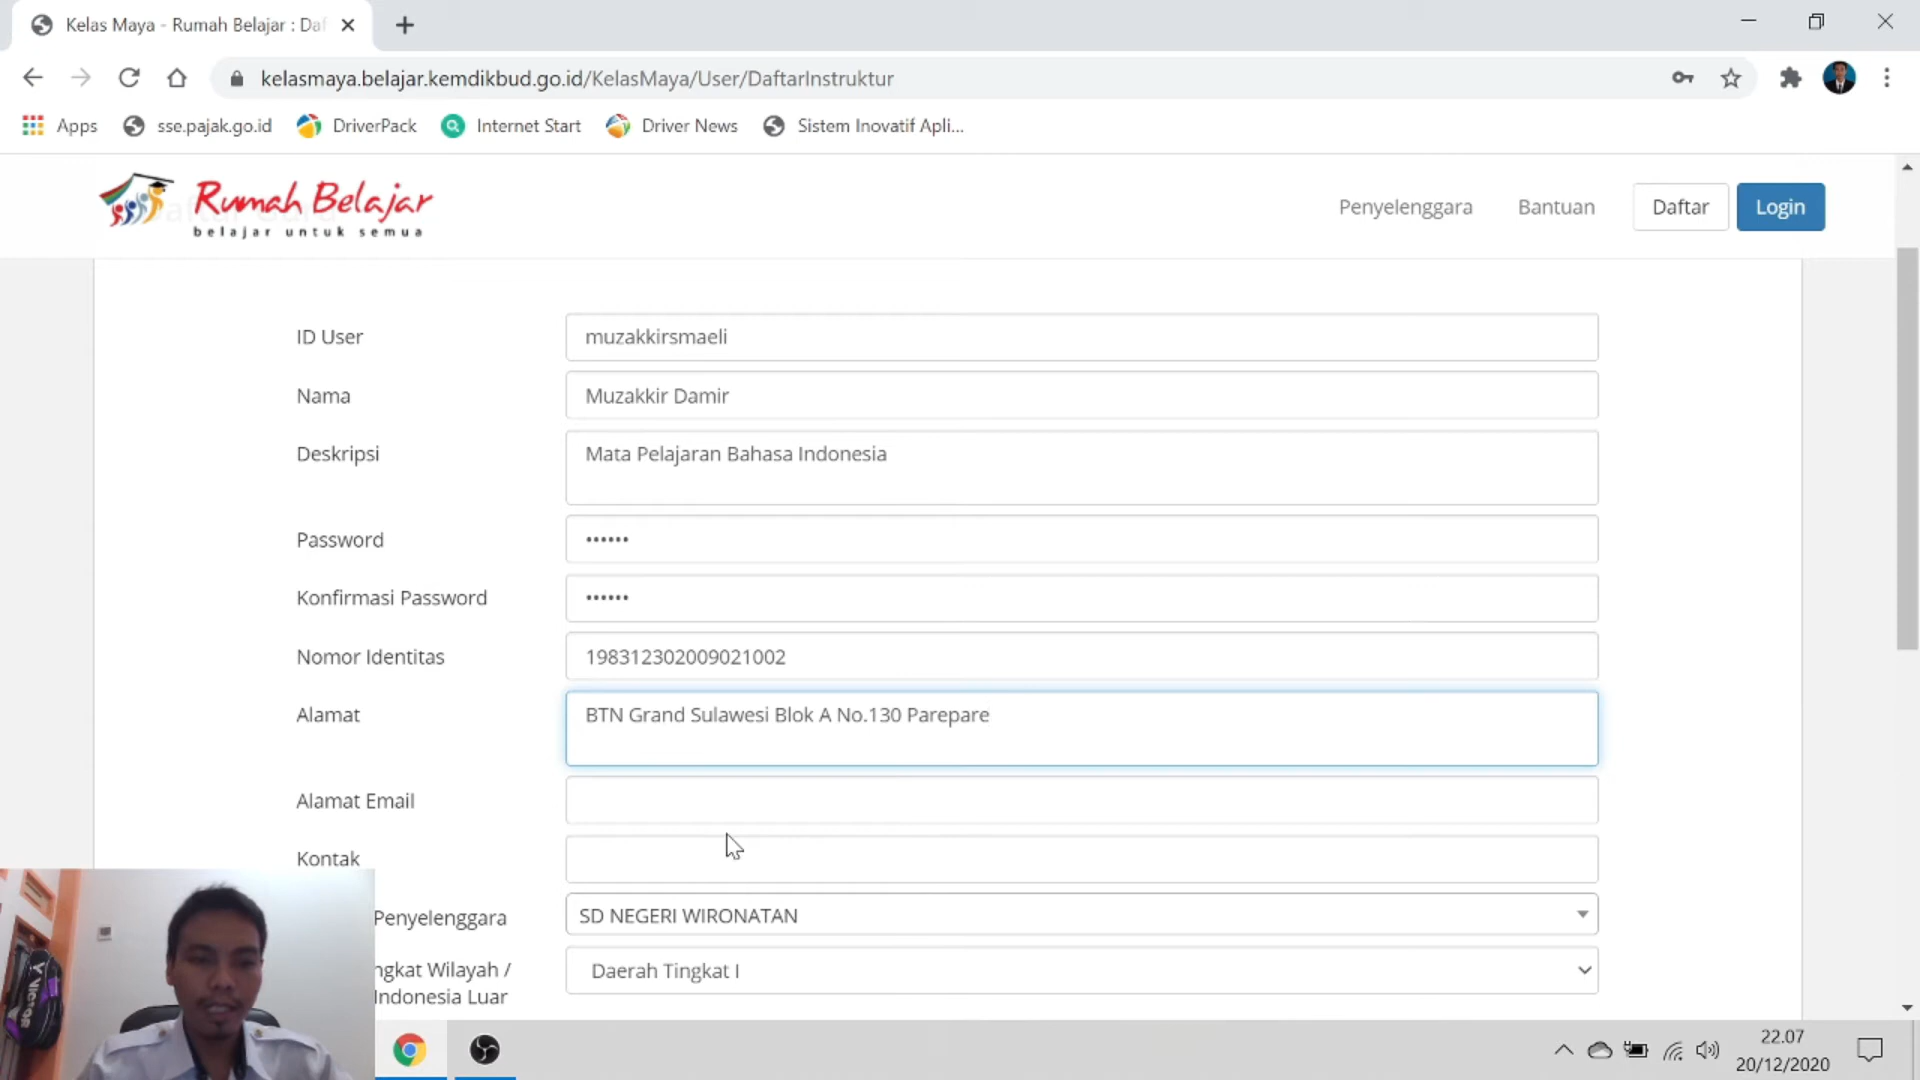 Kelas Maya - Rumah Belajar : Daf
kelasmaya.belajar.kemdikbud.go.id/KelasMaya/User/DaftarInstruktur
Apps
sse.pajak.go.id
DriverPack
Internet Start
Driver News
Sistem Inovatif Apli...
Rumah Belajar
belajar untuk semua
Penyelenggara
Bantuan
Daftar
Login
ID User
muzakkirsmaeli
Nama
Muzakkir Damir
Deskripsi
Mata Pelajaran Bahasa Indonesia
Password
••••••
Konfirmasi Password
••••••
Nomor Identitas
198312302009021002
Alamat
BTN Grand Sulawesi Blok A No.130 Parepare
Alamat Email
Kontak
Penyelenggara
SD NEGERI WIRONATAN
ngkat Wilayah /
Indonesia Luar
Daerah Tingkat I
VICTOR
22.07
20/12/2020